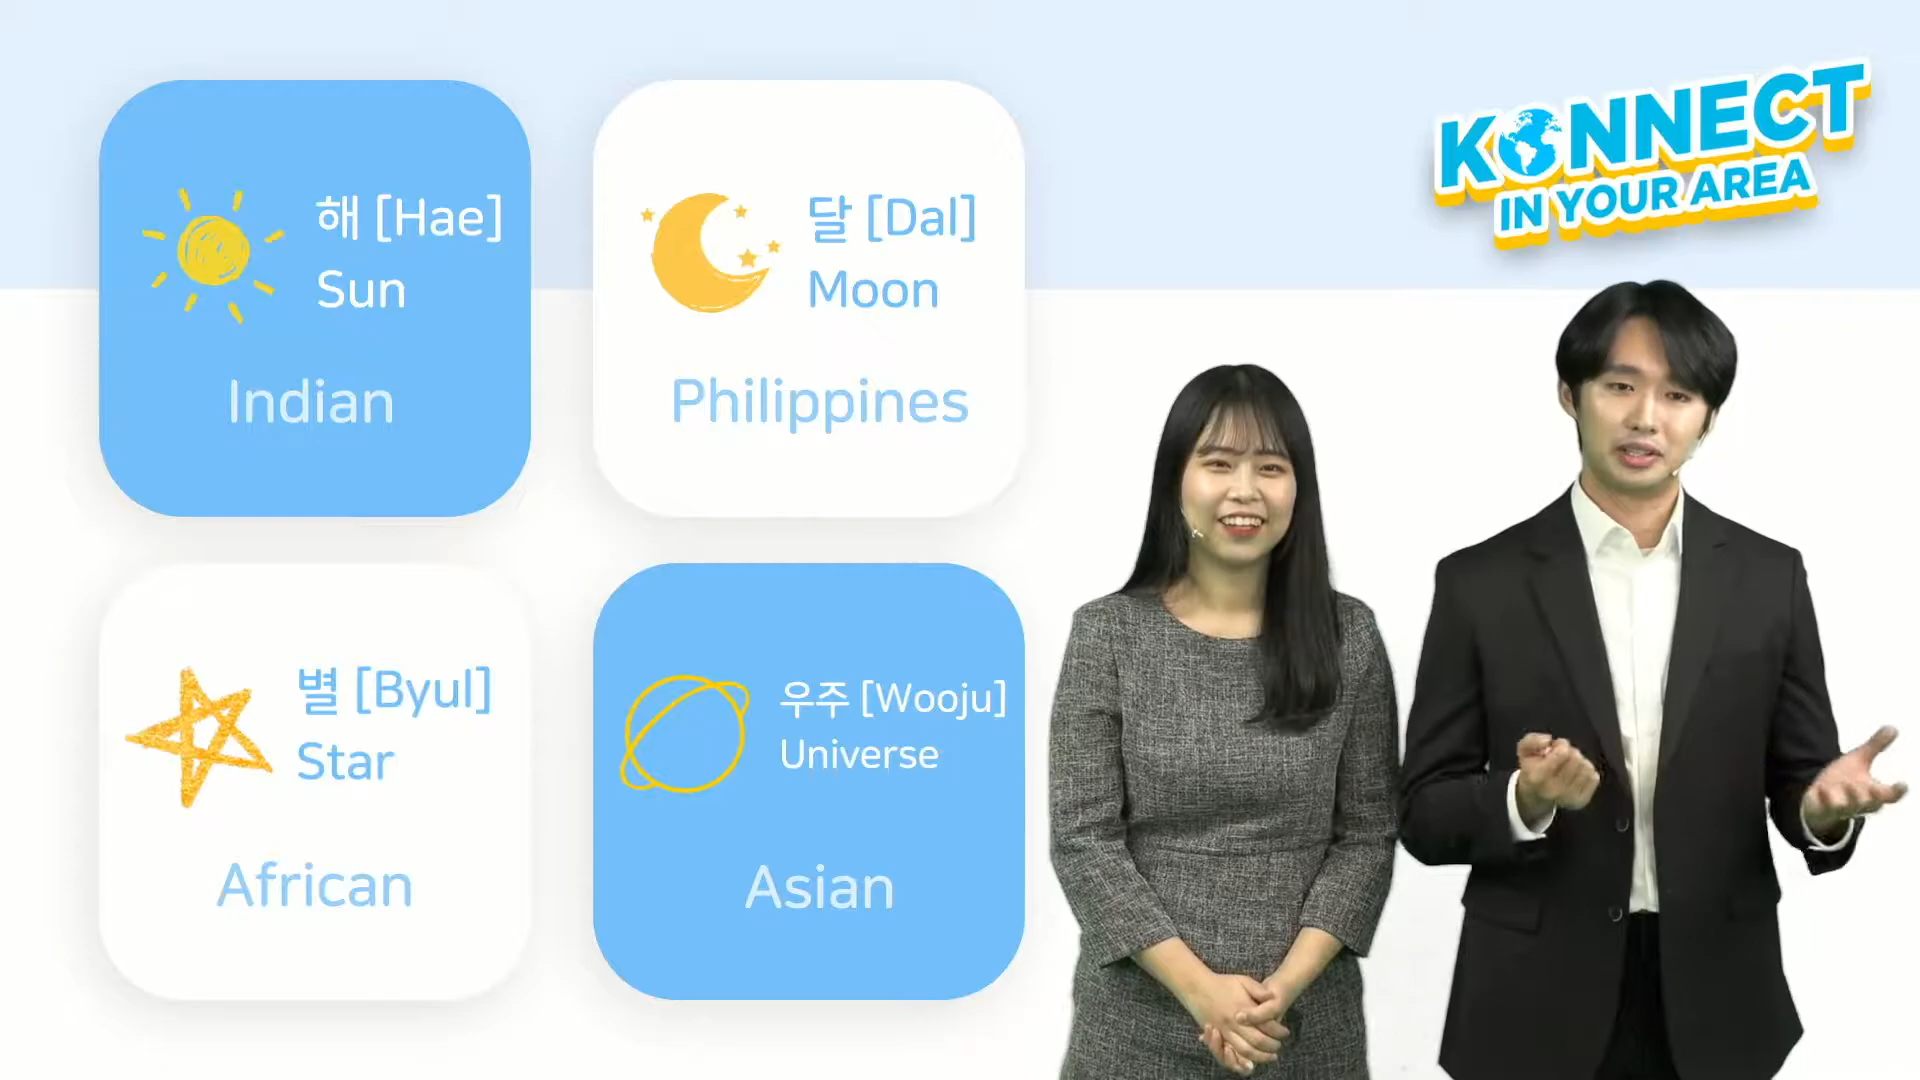 해 [Hae]
Sun
Indian
달 [Dal]
Moon
Philippines
별 [Byul]
Star
African
우주 [Wooju]
Universe
Asian
KONNECT
IN YOUR AREA